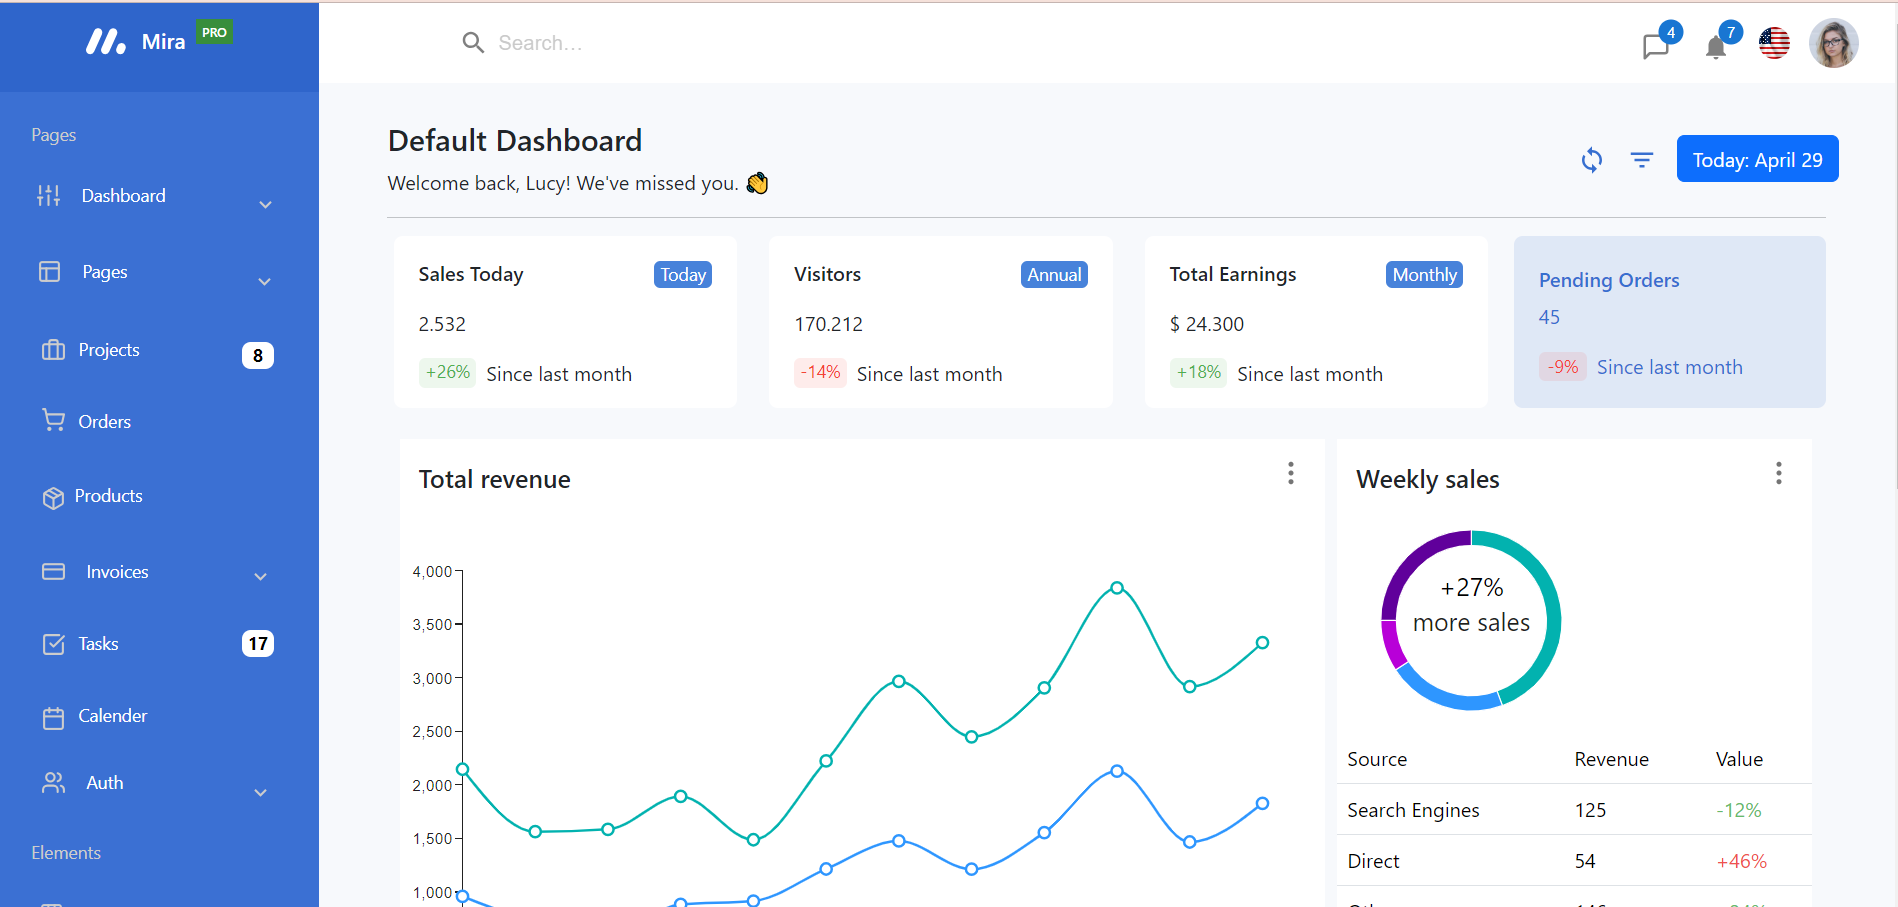 Mira PRO
Search...
4
7
Pages
Dashboard
Pages
Projects 8
Orders
Products
Invoices
Tasks 17
Calender
Auth
Elements
Default Dashboard
Welcome back, Lucy! We've missed you. 👏
Today: April 29
Sales Today Today
2.532
+26% Since last month
Visitors Annual
170.212
-14% Since last month
Total Earnings Monthly
$ 24.300
+18% Since last month
Pending Orders
45
-9% Since last month
Total revenue
4,000
3,500
3,000
2,500
2,000
1,500
1,000
Weekly sales
+27%
more sales
Source Revenue Value
Search Engines 125 -12%
Direct 54 +46%